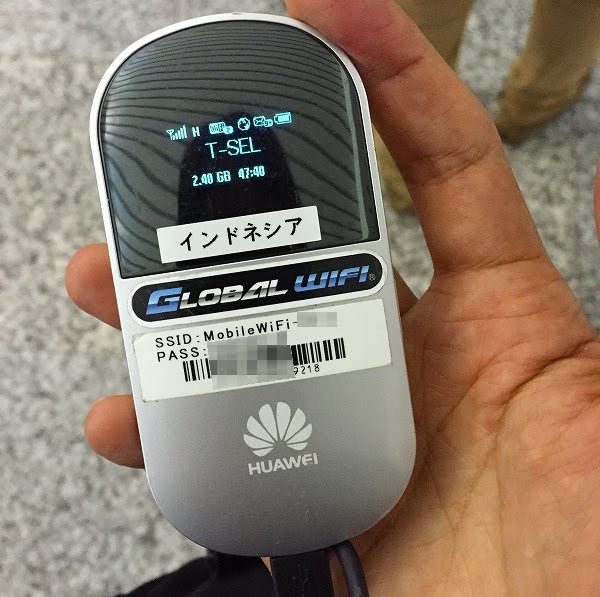 H
T-SEL
2.40 GB 47:40
インドネシア
GLOBAL WIFI®
SSID:MobileWiFi-
PASS:
9218
HUAWEI